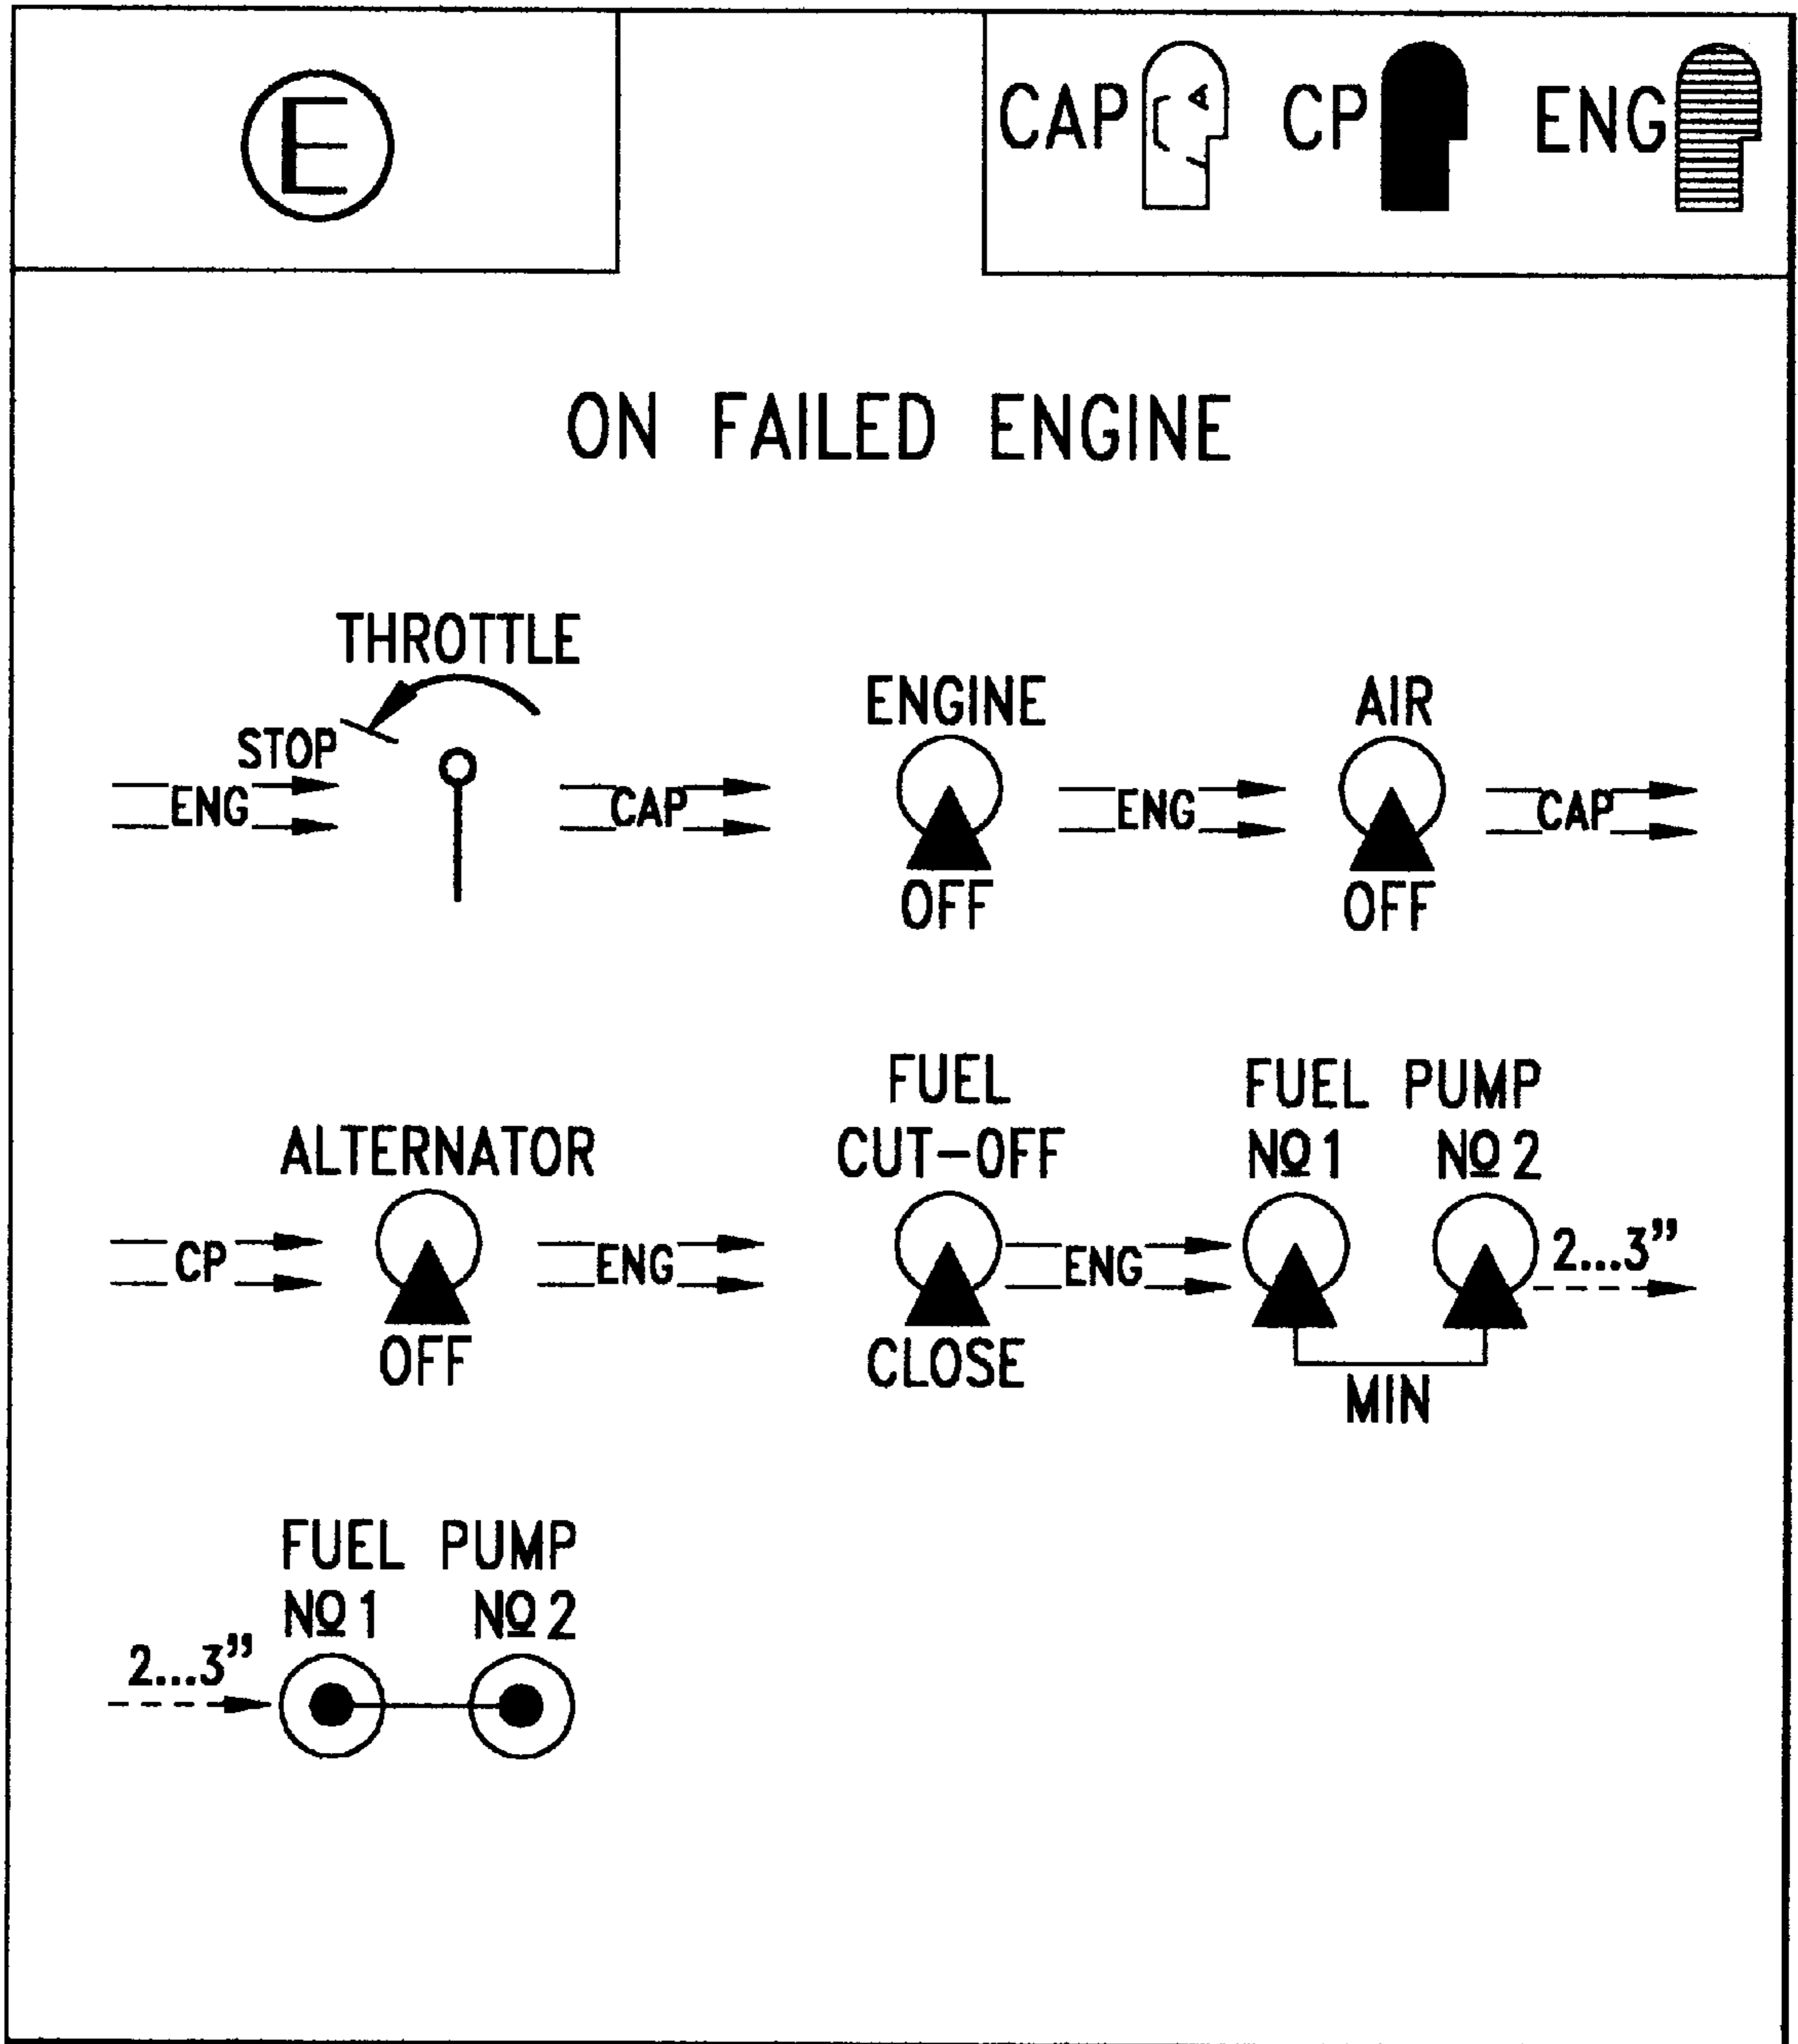 E
CAP CP ENG
ON FAILED ENGINE
THROTTLE
STOP
ENGINE
AIR
ENG
CAP
ENG
CAP
OFF
OFF
ALTERNATOR
FUEL
CUT-OFF
FUEL PUMP
№1 №2
CP
ENG
ENG
2...3"
OFF
CLOSE
MIN
FUEL PUMP
№1 №2
2...3"